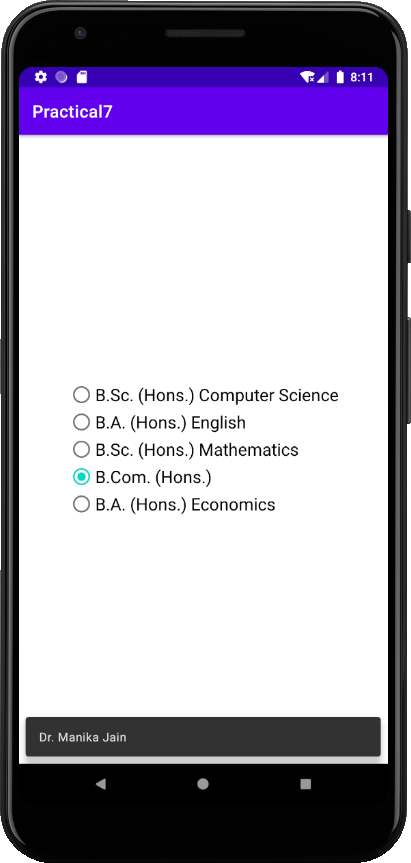 8:11
Practical7
B.Sc. (Hons.) Computer Science
B.A. (Hons.) English
B.Sc. (Hons.) Mathematics
B.Com. (Hons.)
B.A. (Hons.) Economics
Dr. Manika Jain